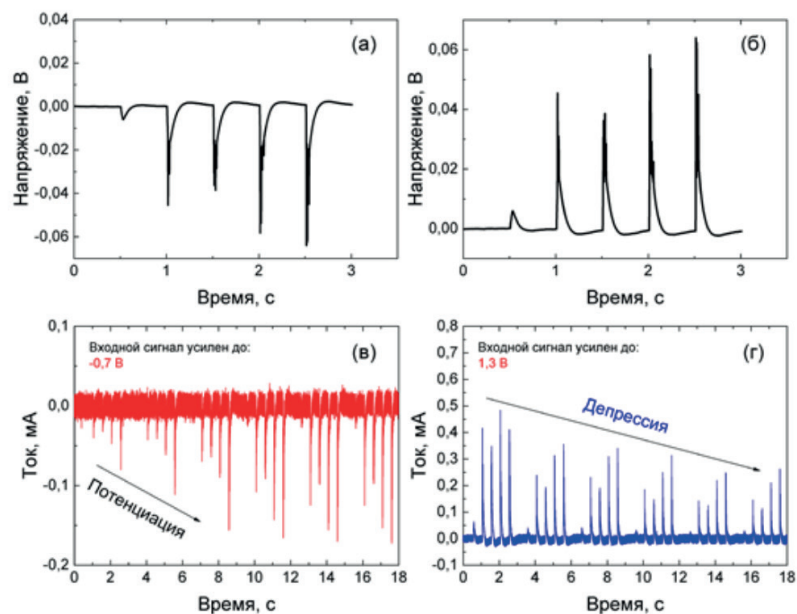 (а)
Напряжение, В
0,04
0,02
0,00
-0,02
-0,04
-0,06
0 1 2 3
Время, с
(б)
Напряжение, В
0,06
0,04
0,02
0,00
0 1 2 3
Время, с
(в)
Входной сигнал усилен до:
-0,7 В
Ток, мА
0,1
0,0
-0,1
-0,2
Потенциация
0 2 4 6 8 10 12 14 16 18
Время, с
(г)
Входной сигнал усилен до:
1,3 В
Ток, мА
0,8
0,7
0,6
0,5
0,4
0,3
0,2
0,1
0,0
-0,1
Депрессия
0 2 4 6 8 10 12 14 16 18
Время, с